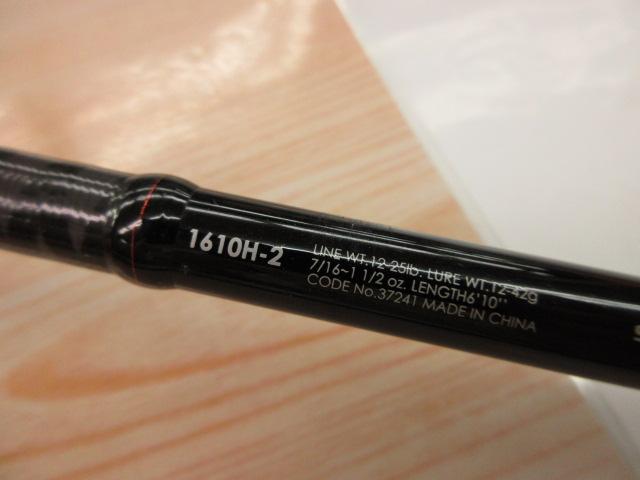 1610H-2
LINE WT.12-25lb. LURE WT.12-42g
7/16~1 1/2 oz. LENGTH6'10"
CODE No.37241 MADE IN CHINA